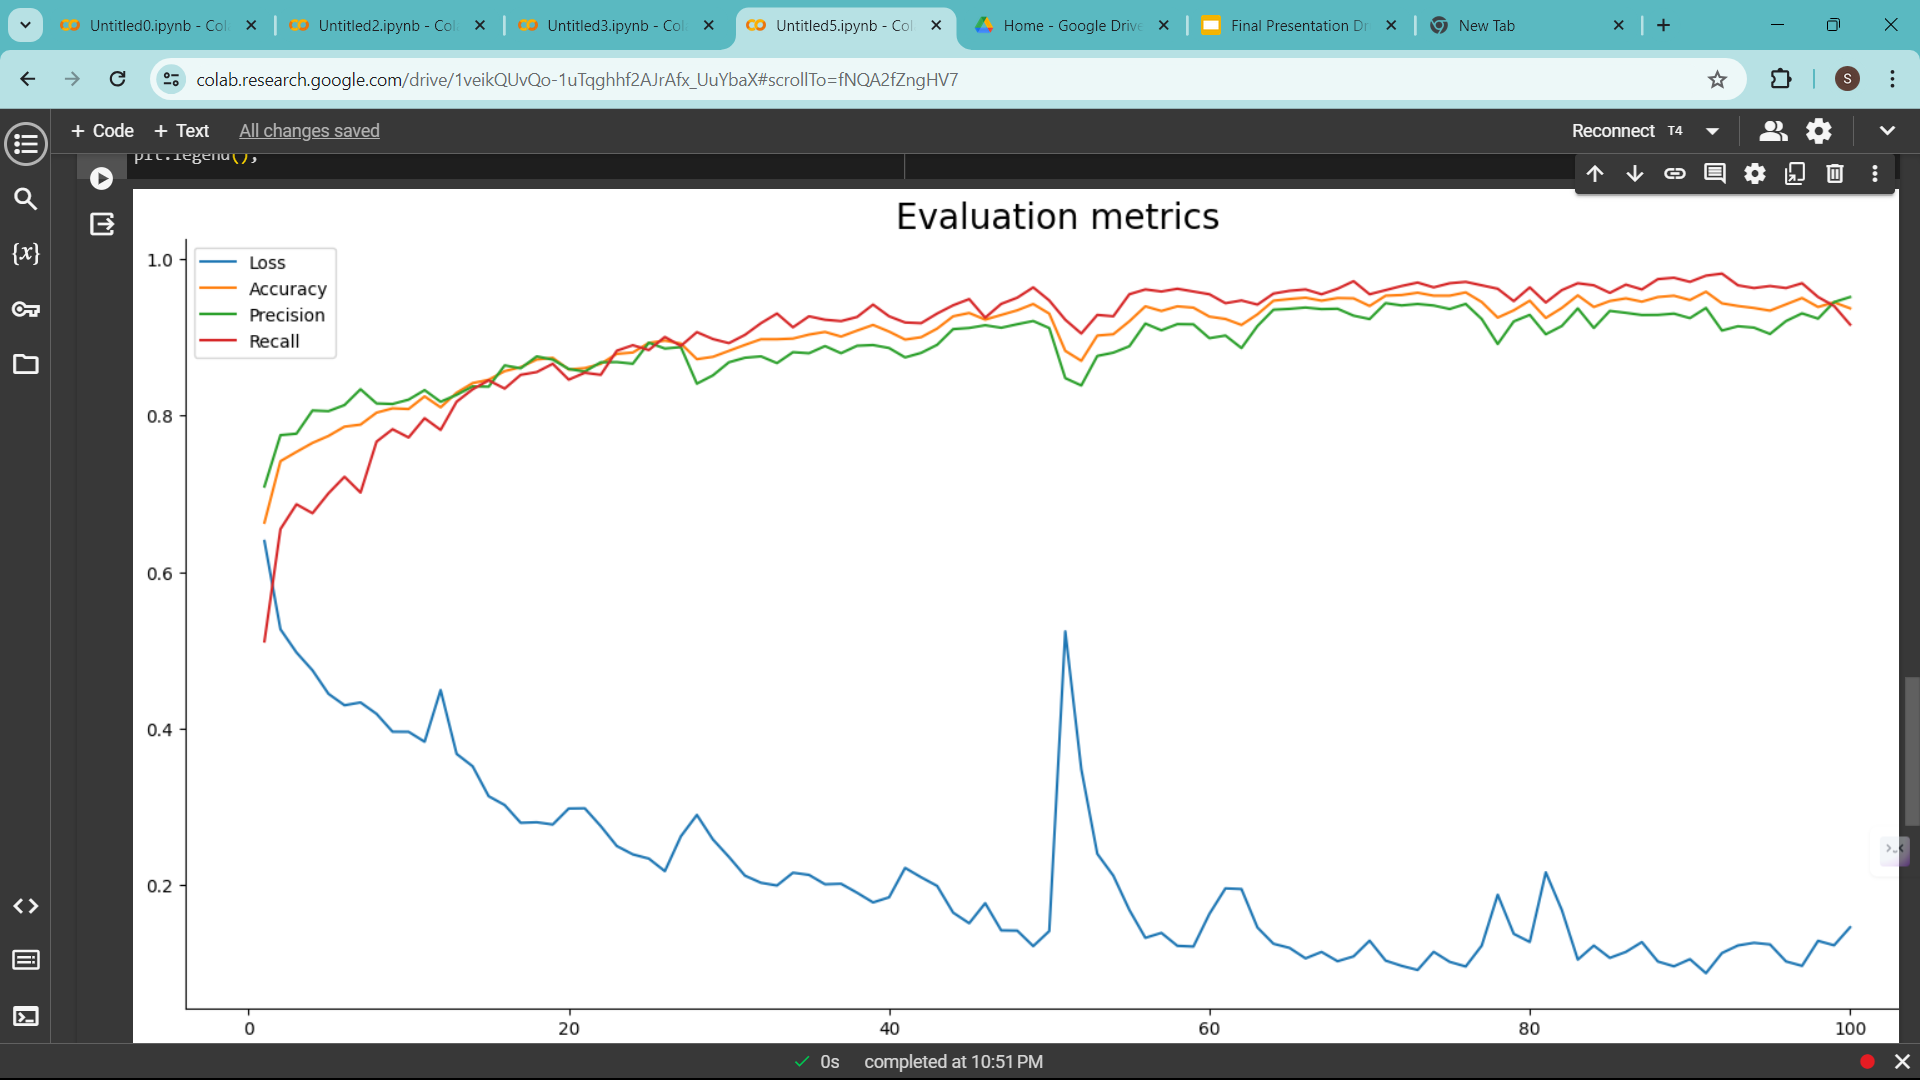 Untitled0.ipynb - Col
Untitled2.ipynb - Col
Untitled3.ipynb - Col
Untitled5.ipynb - Col
Home - Google Drive
Final Presentation Dr
New Tab
colab.research.google.com/drive/1veikQUvQo-1uTqghhf2AJrAfx_UuYbaX#scrollTo=fNQA2fZngHV7
S
+ Code + Text All changes saved
Reconnect T4
plt.legend();
{x}
Evaluation metrics
Loss
Accuracy
Precision
Recall
1.0
0.8
0.6
0.4
0.2
0 20 40 60 80 100
0s completed at 10:51 PM